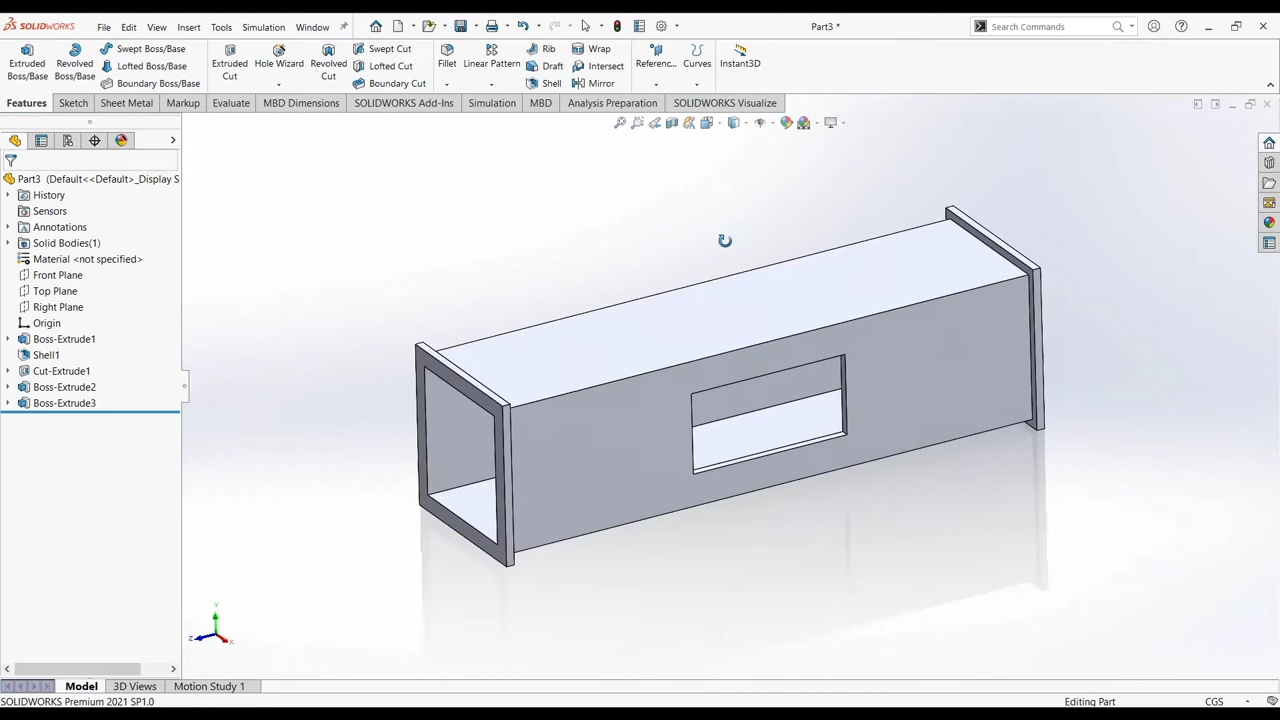 SOLIDWORKS File Edit View Insert Tools Simulation Window Part3 * Search Commands
Extruded Boss/Base Revolved Boss/Base Swept Boss/Base Lofted Boss/Base Boundary Boss/Base Extruded Cut Hole Wizard Revolved Cut Swept Cut Lofted Cut Boundary Cut Fillet Linear Pattern Rib Draft Shell Wrap Intersect Mirror Referenc... Curves Instant3D
Features Sketch Sheet Metal Markup Evaluate MBD Dimensions SOLIDWORKS Add-Ins Simulation MBD Analysis Preparation SOLIDWORKS Visualize
Part3 (Default<<Default>_Display S
History
Sensors
Annotations
Solid Bodies(1)
Material <not specified>
Front Plane
Top Plane
Right Plane
Origin
Boss-Extrude1
Shell1
Cut-Extrude1
Boss-Extrude2
Boss-Extrude3
Y
Z X
Model 3D Views Motion Study 1
SOLIDWORKS Premium 2021 SP1.0 Editing Part CGS